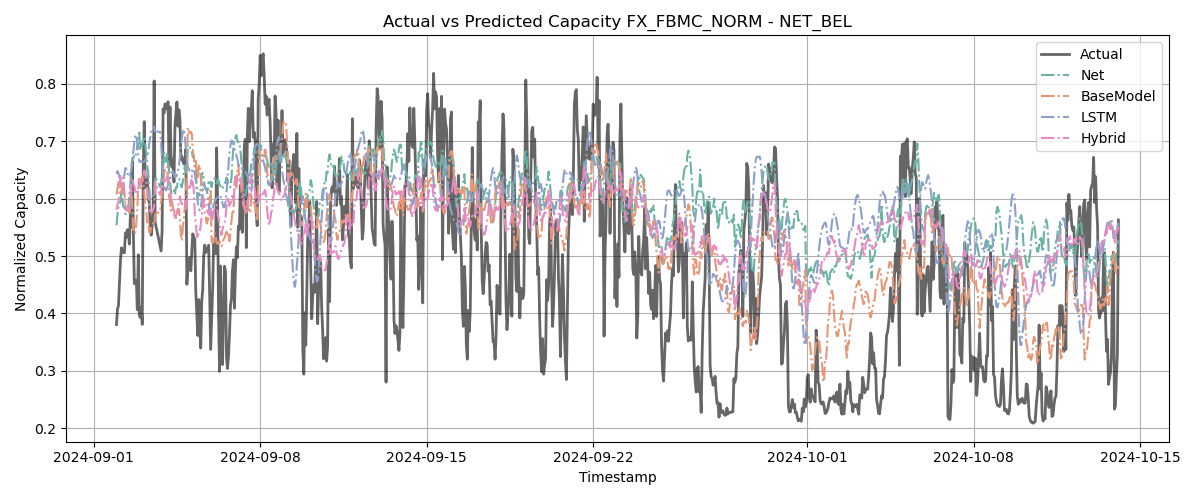 Actual vs Predicted Capacity FX_FBMC_NORM - NET_BEL
Actual
Net
BaseModel
LSTM
Hybrid
Normalized Capacity
0.8
0.7
0.6
0.5
0.4
0.3
0.2
2024-09-01
2024-09-08
2024-09-15
2024-09-22
2024-10-01
2024-10-08
2024-10-15
Timestamp